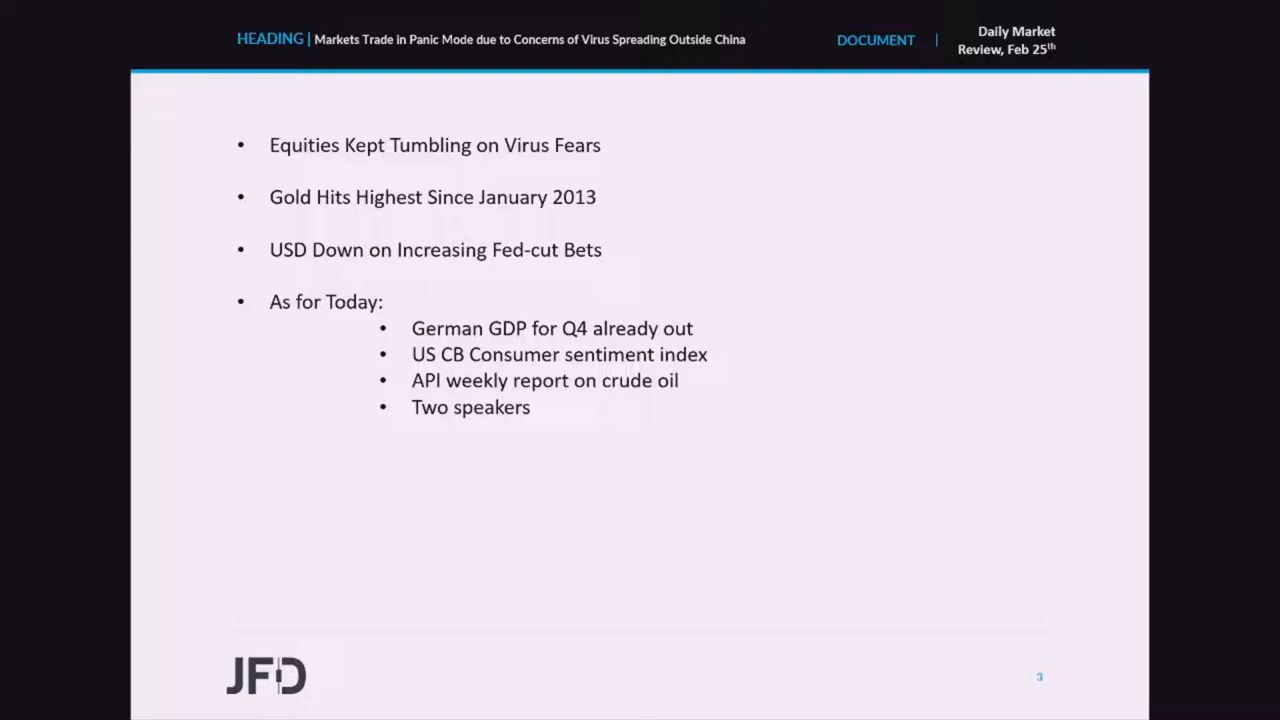 HEADING | Markets Trade in Panic Mode due to Concerns of Virus Spreading Outside China
DOCUMENT |
Daily Market
Review, Feb 25th
• Equities Kept Tumbling on Virus Fears
• Gold Hits Highest Since January 2013
• USD Down on Increasing Fed-cut Bets
• As for Today:
• German GDP for Q4 already out
• US CB Consumer sentiment index
• API weekly report on crude oil
• Two speakers
JFD
3